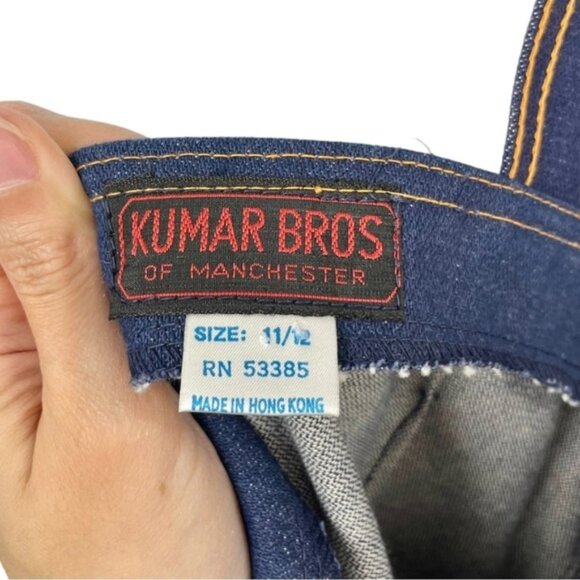 KUMAR BROS
OF MANCHESTER
SIZE: 11/12
RN 53385
MADE IN HONG KONG